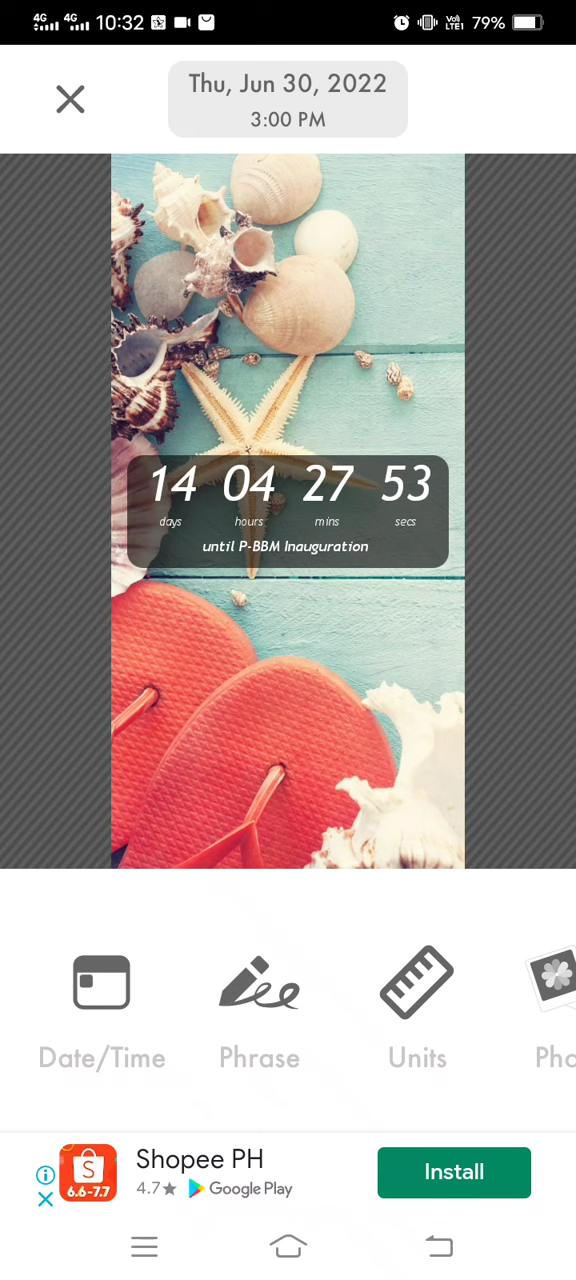 4G 4G 10:32 VoLTE1 79%
Thu, Jun 30, 2022
3:00 PM
14 04 27 53
days hours mins secs
until P-BBM Inauguration
Date/Time Phrase Units Pho
Shopee PH
4.7★ Google Play
Install
S
6.6-7.7